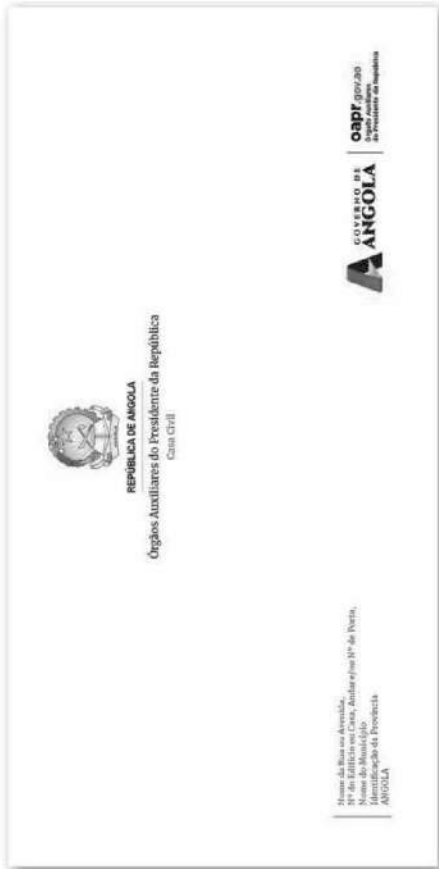 REPÚBLICA DE ANGOLA
Órgãos Auxiliares do Presidente da República
Casa Civil
Nome da Rua ou Avenida,
Nº do Edifício ou Casa, Andar e/ou Nº de Porta,
Nome do Município
Identificação da Província
ANGOLA
GOVERNO DE
ANGOLA
oapr.gov.ao
Órgãos Auxiliares
do Presidente da República